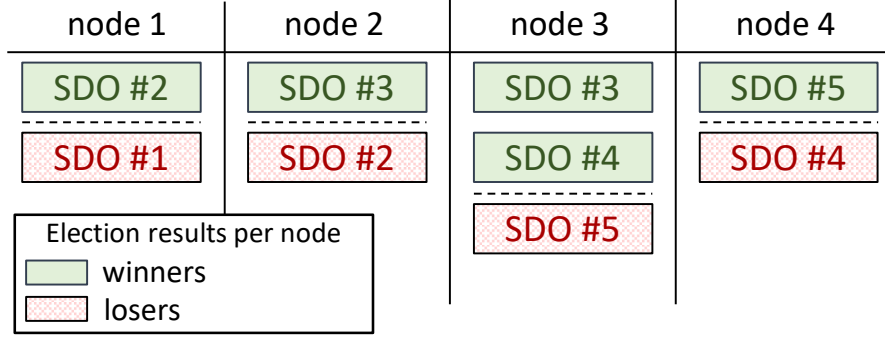 node 1 node 2 node 3 node 4
SDO #2 SDO #3 SDO #3 SDO #5
SDO #1 SDO #2 SDO #4 SDO #4
SDO #5
Election results per node
winners
losers